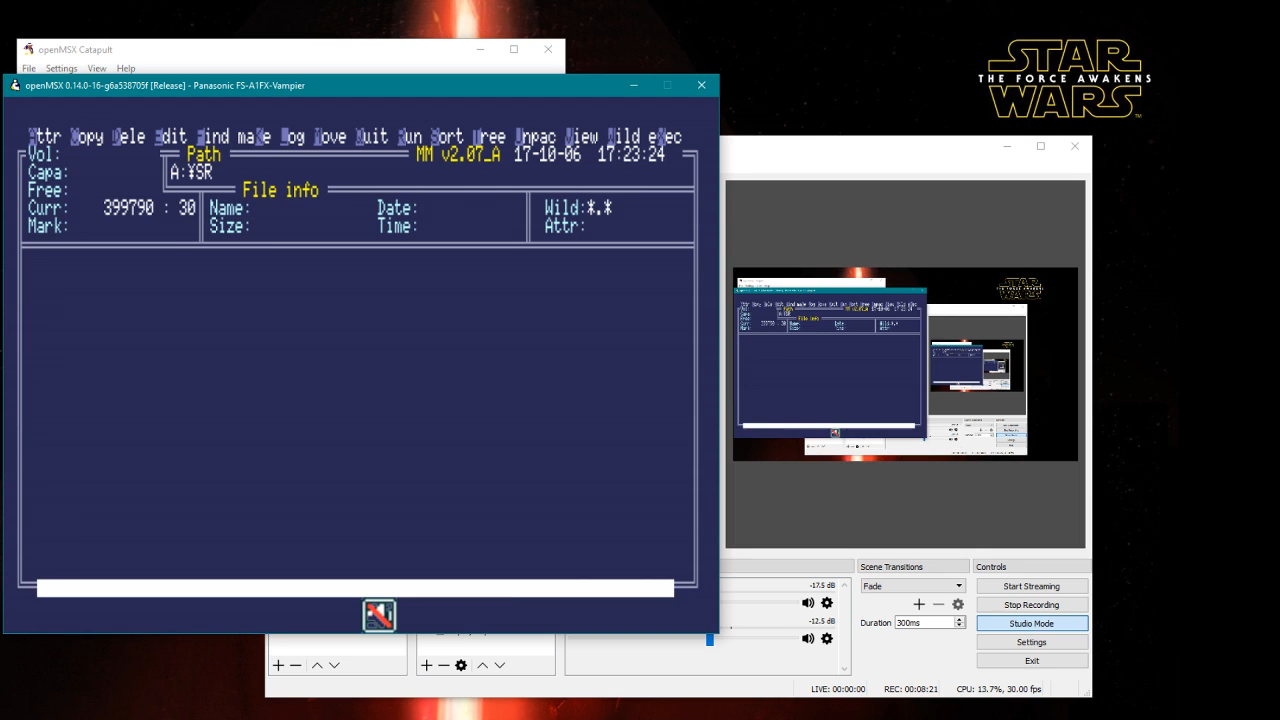 openMSX Catapult
File Settings View Help
openMSX 0.14.0-16-g6a538705f [Release] - Panasonic FS-A1FX-Vampier
Attr Copy Dele Edit Find maKe Log Move Quit Run Sort Tree Unpac View Wild eXec
Vol: Path MM v2.07_A 17-10-06 17:23:24
Capa: A:¥SR
Free: File info
Curr: 399790 : 30 Name: Date: Wild:*.*
Mark: Size: Time: Attr:
STAR
THE FORCE AWAKENS
WARS
Scene Transitions
Controls
-17.5 dB
Fade
Start Streaming
Stop Recording
-12.5 dB
Duration 300ms
Studio Mode
Settings
Exit
LIVE: 00:00:00 REC: 00:08:21 CPU: 13.7%, 30.00 fps